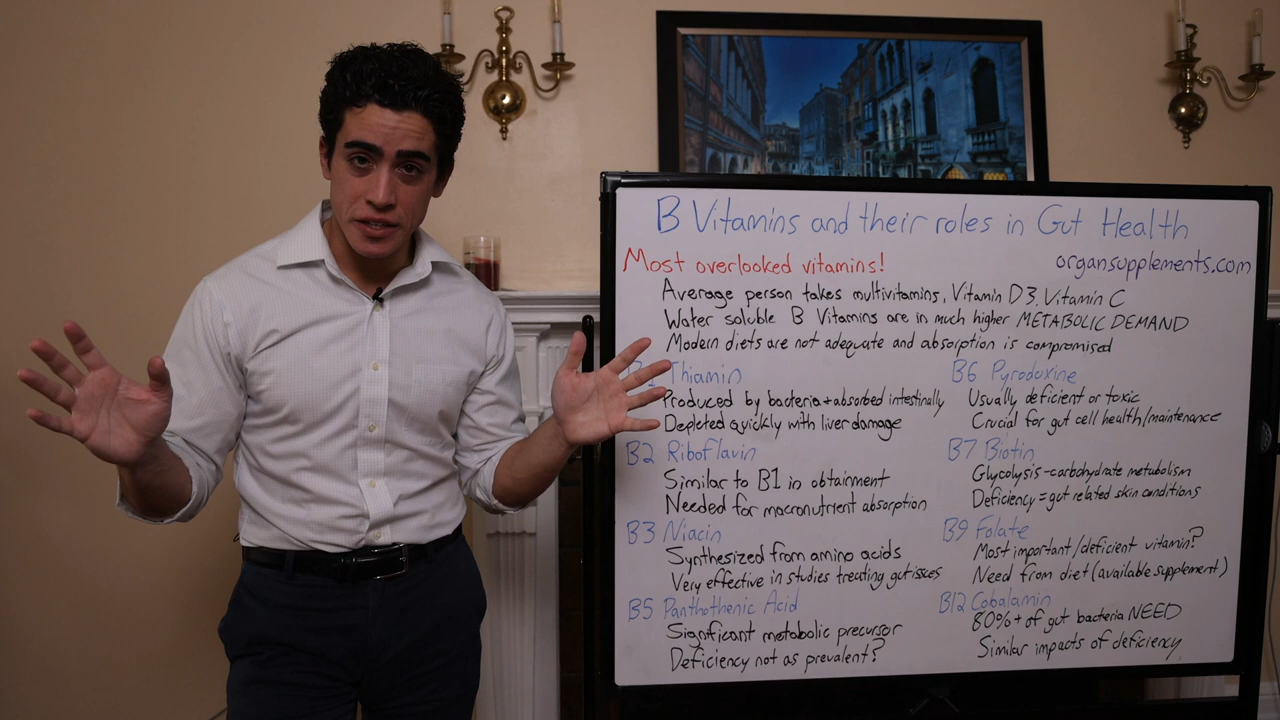 B Vitamins and their roles in Gut Health
Most overlooked vitamins!
organsupplements.com
Average person takes multivitamins, Vitamin D3, Vitamin C
Water soluble B Vitamins are in much higher METABOLIC DEMAND
Modern diets are not adequate and absorption is compromised
B1 Thiamin
Produced by bacteria + absorbed intestinally
Depleted quickly with liver damage
B2 Riboflavin
Similar to B1 in obtainment
Needed for macronutrient absorption
B3 Niacin
Synthesized from amino acids
Very effective in studies treating gut issues
B5 Panthothenic Acid
Significant metabolic precursor
Deficiency not as prevalent?
B6 Pyrodoxine
Usually deficient or toxic
Crucial for gut cell health/maintenance
B7 Biotin
Glycolysis - carbohydrate metabolism
Deficiency = gut related skin conditions
B9 Folate
Most important/deficient vitamin?
Need from diet (available supplement)
B12 Cobalamin
80%+ of gut bacteria NEED
Similar impacts of deficiency